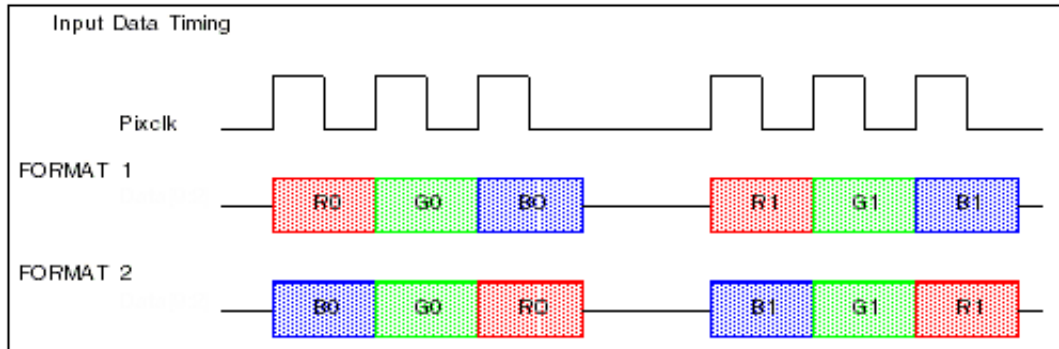 Input Data Timing
Pixclk
FORMAT 1
R0 G0 B0 R1 G1 B1
FORMAT 2
B0 G0 R0 B1 G1 R1